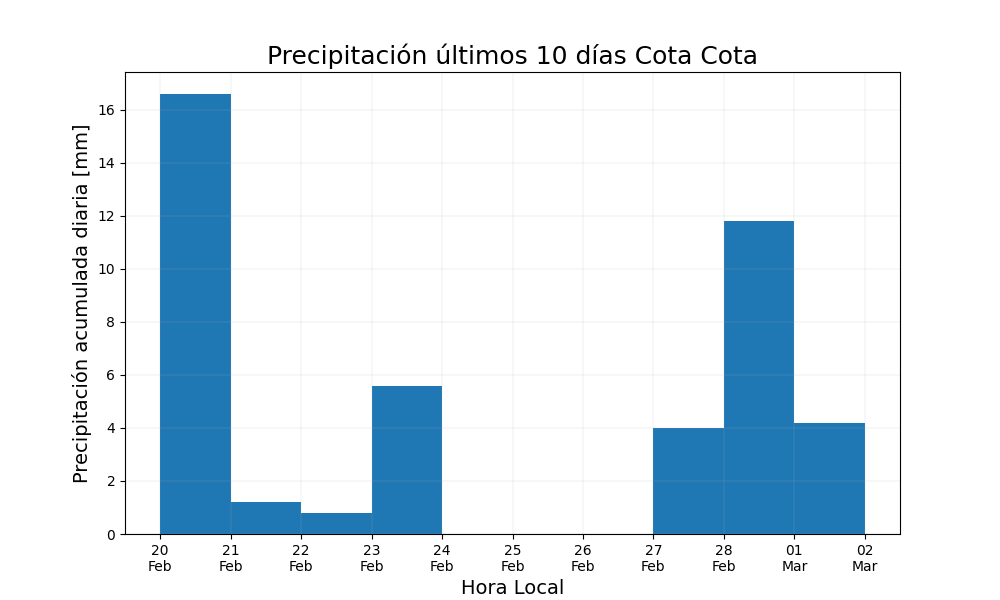 Precipitación últimos 10 días Cota Cota
Precipitación acumulada diaria [mm]
16
14
12
10
8
6
4
2
0
20 21 22 23 24 25 26 27 28 01 02
Feb Feb Feb Feb Feb Feb Feb Feb Feb Mar Mar
Hora Local